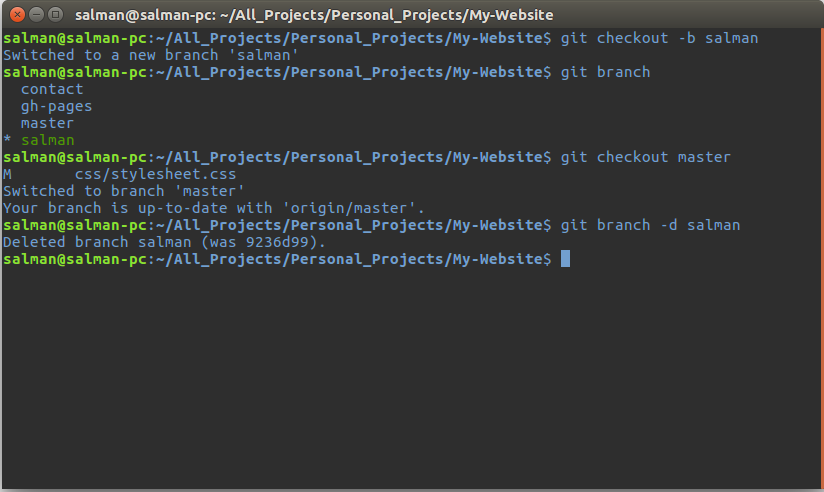 salman@salman-pc: ~/All_Projects/Personal_Projects/My-Website
salman@salman-pc:~/All_Projects/Personal_Projects/My-Website$ git checkout -b salman
Switched to a new branch 'salman'
salman@salman-pc:~/All_Projects/Personal_Projects/My-Website$ git branch
  contact
  gh-pages
  master
* salman
salman@salman-pc:~/All_Projects/Personal_Projects/My-Website$ git checkout master
M       css/stylesheet.css
Switched to branch 'master'
Your branch is up-to-date with 'origin/master'.
salman@salman-pc:~/All_Projects/Personal_Projects/My-Website$ git branch -d salman
Deleted branch salman (was 9236d99).
salman@salman-pc:~/All_Projects/Personal_Projects/My-Website$